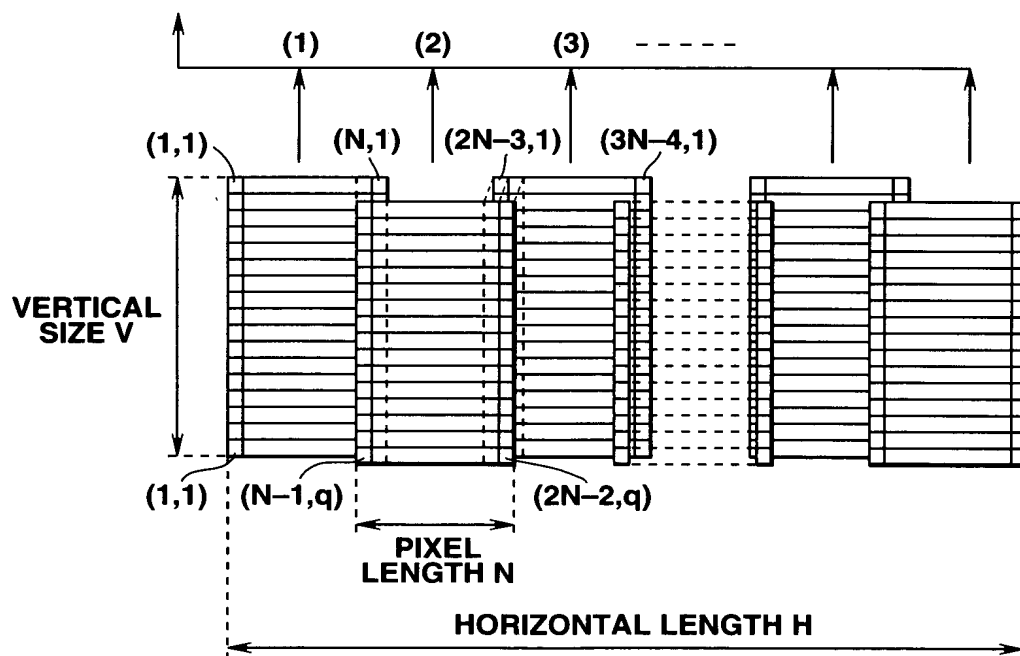 (1) (2) (3)
(1,1) (N,1) (2N–3,1) (3N–4,1)
VERTICAL
SIZE V
(1,1) (N–1,q) (2N–2,q)
PIXEL
LENGTH N
HORIZONTAL LENGTH H